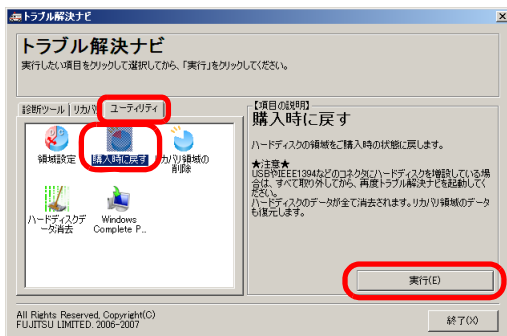 トラブル解決ナビ
トラブル解決ナビ
実行したい項目をクリックして選択してから、「実行」をクリックしてください。
診断ツール
リカバリ
ユーティリティ
領域設定
購入時に戻す
リカバリ領域の
削除
ハードディスクデ
ータ消去
Windows
Complete P...
【項目の説明】
購入時に戻す
ハードディスクの領域をご購入時の状態に戻します。
★注意★
USBやIEEE1394などのコネクタにハードディスクを増設している場
合は、すべて取り外してから、再度トラブル解決ナビを起動してく
ださい。
ハードディスクのデータが全て消去されます。リカバリ領域のデータ
も復元します。
実行(E)
All Rights Reserved, Copyright(C)
FUJITSU LIMITED. 2006-2007
終了(X)